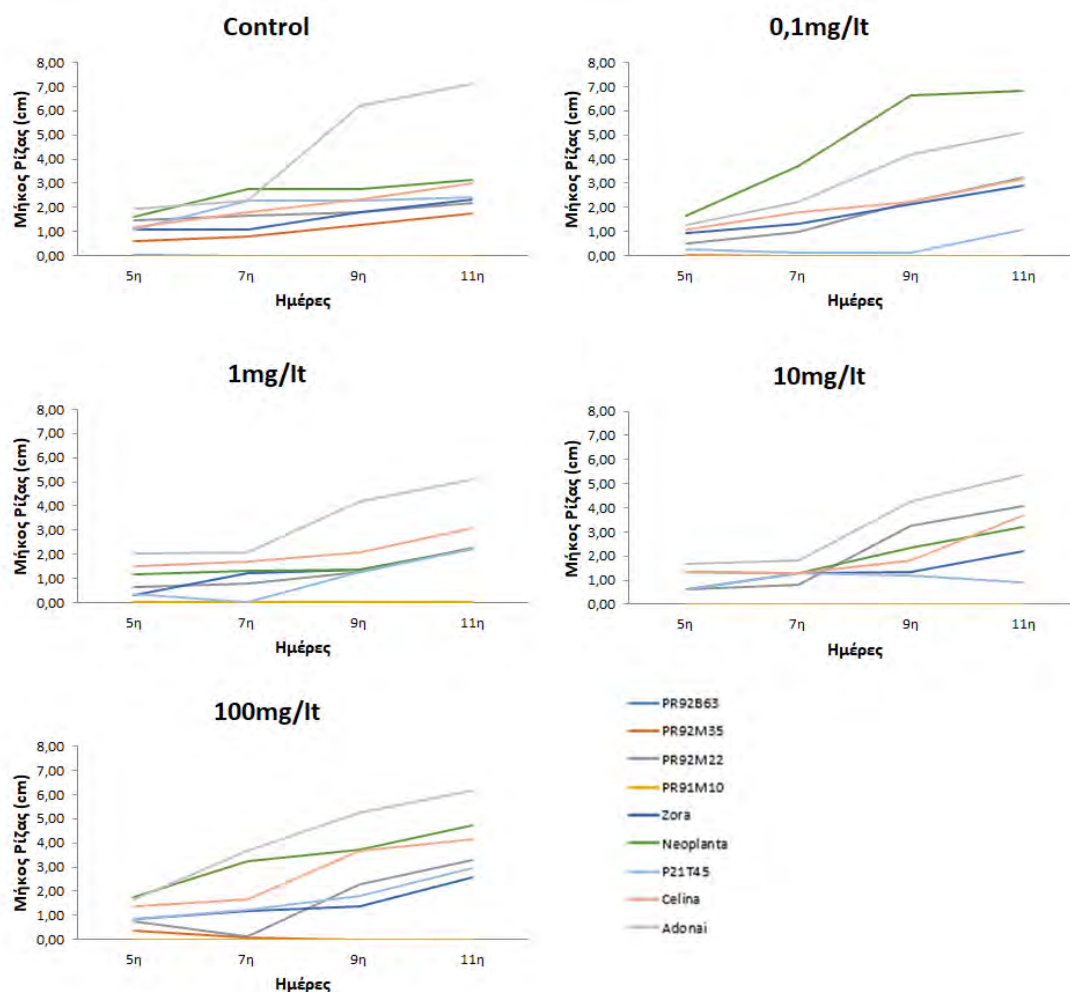 Control
8,00
7,00
6,00
5,00
4,00
3,00
2,00
1,00
0,00
Μήκος Ρίζας (cm)
5η 7η 9η 11η
Ημέρες
0,1mg/lt
8,00
7,00
6,00
5,00
4,00
3,00
2,00
1,00
0,00
Μήκος Ρίζας (cm)
5η 7η 9η 11η
Ημέρες
1mg/lt
8,00
7,00
6,00
5,00
4,00
3,00
2,00
1,00
0,00
Μήκος Ρίζας (cm)
5η 7η 9η 11η
Ημέρες
10mg/lt
8,00
7,00
6,00
5,00
4,00
3,00
2,00
1,00
0,00
Μήκος Ρίζας (cm)
5η 7η 9η 11η
Ημέρες
100mg/lt
8,00
7,00
6,00
5,00
4,00
3,00
2,00
1,00
0,00
Μήκος Ρίζας (cm)
5η 7η 9η 11η
Ημέρες
PR92B63
PR92M35
PR92M22
PR91M10
Zora
Neoplanta
P21T45
Celina
Adonai